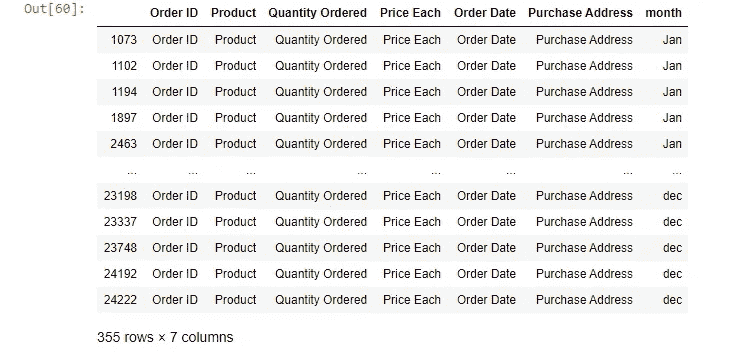 Out[60]:
Order ID Product Quantity Ordered Price Each Order Date Purchase Address month
1073 Order ID Product Quantity Ordered Price Each Order Date Purchase Address Jan
1102 Order ID Product Quantity Ordered Price Each Order Date Purchase Address Jan
1194 Order ID Product Quantity Ordered Price Each Order Date Purchase Address Jan
1897 Order ID Product Quantity Ordered Price Each Order Date Purchase Address Jan
2463 Order ID Product Quantity Ordered Price Each Order Date Purchase Address Jan
... ... ... ... ... ... ... ...
23198 Order ID Product Quantity Ordered Price Each Order Date Purchase Address dec
23337 Order ID Product Quantity Ordered Price Each Order Date Purchase Address dec
23748 Order ID Product Quantity Ordered Price Each Order Date Purchase Address dec
24192 Order ID Product Quantity Ordered Price Each Order Date Purchase Address dec
24222 Order ID Product Quantity Ordered Price Each Order Date Purchase Address dec
355 rows × 7 columns